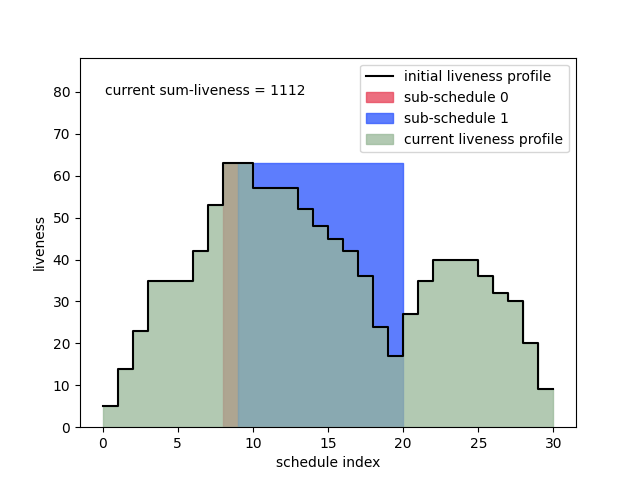 current sum-liveness = 1112
initial liveness profile
sub-schedule 0
sub-schedule 1
current liveness profile
liveness
80
70
60
50
40
30
20
10
0
0 5 10 15 20 25 30
schedule index